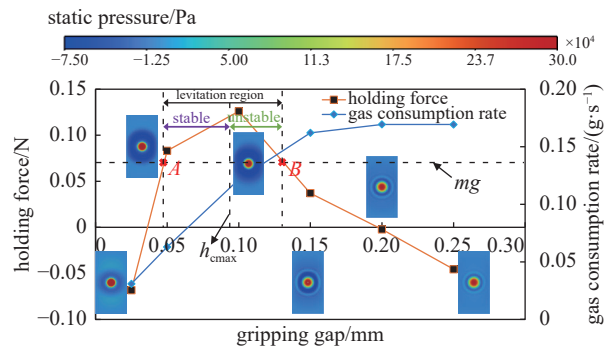 static pressure/Pa
×10⁴
−7.50 −1.25 5.00 11.3 17.5 23.7 30.0
0.15 0.20
levitation region
holding force
gas consumption rate
stable unstable
0.10 0.15
A B
0.05 mg
0.10
0
0.05 0.10 0.15 0.20 0.25 0.30
h_cmax
−0.05 0.05
−0.10 0
holding force/N
gas consumption rate/(g·s⁻¹)
gripping gap/mm